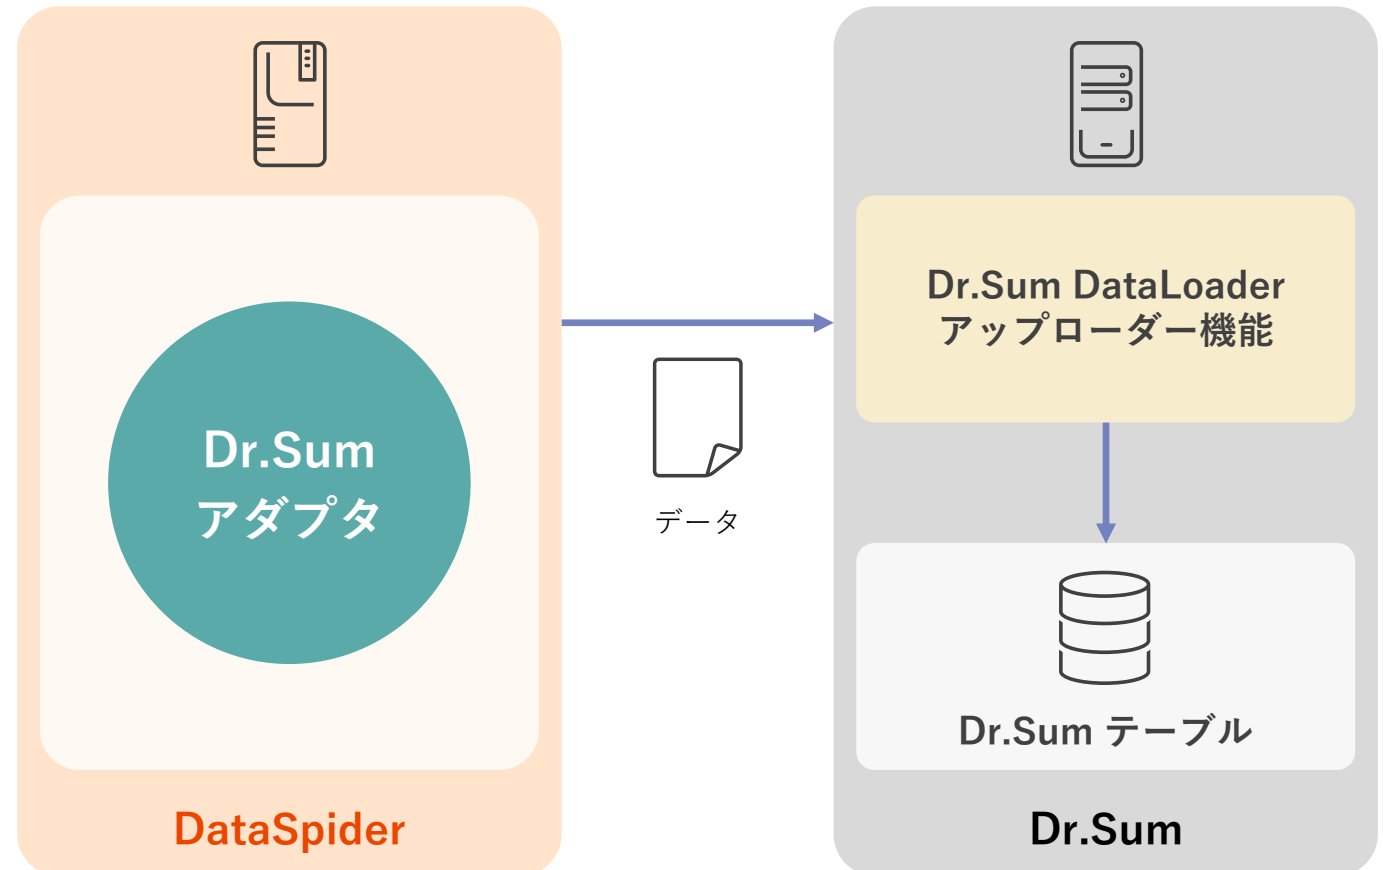 Dr.Sum
アダプタ
DataSpider
データ
Dr.Sum DataLoader
アップローダー機能
Dr.Sum テーブル
Dr.Sum